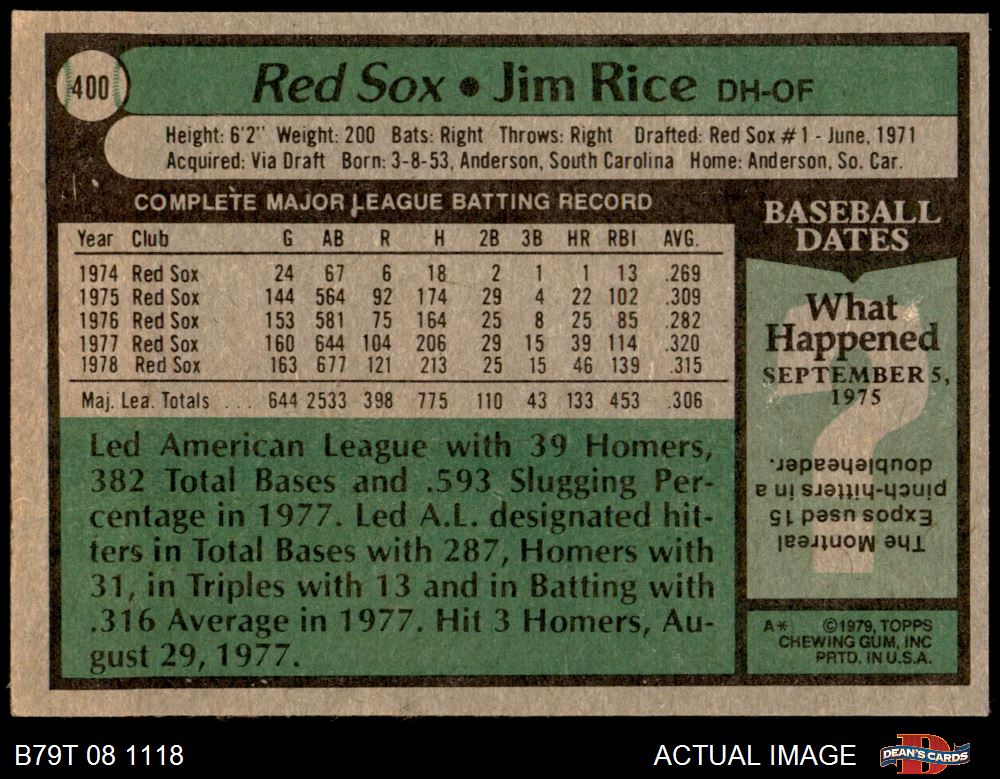 400
Red Sox • Jim Rice DH-OF
Height: 6'2" Weight: 200 Bats: Right Throws: Right Drafted: Red Sox #1 - June, 1971
Acquired: Via Draft Born: 3-8-53, Anderson, South Carolina Home: Anderson, So. Car.
COMPLETE MAJOR LEAGUE BATTING RECORD
Year Club G AB R H 2B 3B HR RBI AVG.
1974 Red Sox 24 67 6 18 2 1 1 13 .269
1975 Red Sox 144 564 92 174 29 4 22 102 .309
1976 Red Sox 153 581 75 164 25 8 25 85 .282
1977 Red Sox 160 644 104 206 29 15 39 114 .320
1978 Red Sox 163 677 121 213 25 15 46 139 .315
Maj. Lea. Totals ... 644 2533 398 775 110 43 133 453 .306
Led American League with 39 Homers,
382 Total Bases and .593 Slugging Per-
centage in 1977. Led A.L. designated hit-
ters in Total Bases with 287, Homers with
31, in Triples with 13 and in Batting with
.316 Average in 1977. Hit 3 Homers, Au-
gust 29, 1977.
BASEBALL
DATES
What
Happened
SEPTEMBER 5,
1975
?
The Montreal
Expos used 15
pinch-hitters in a
doubleheader.
A* ©1979, TOPPS
CHEWING GUM, INC
PRTD. IN U.S.A.
B79T 08 1118
ACTUAL IMAGE
D
DEAN'S CARDS